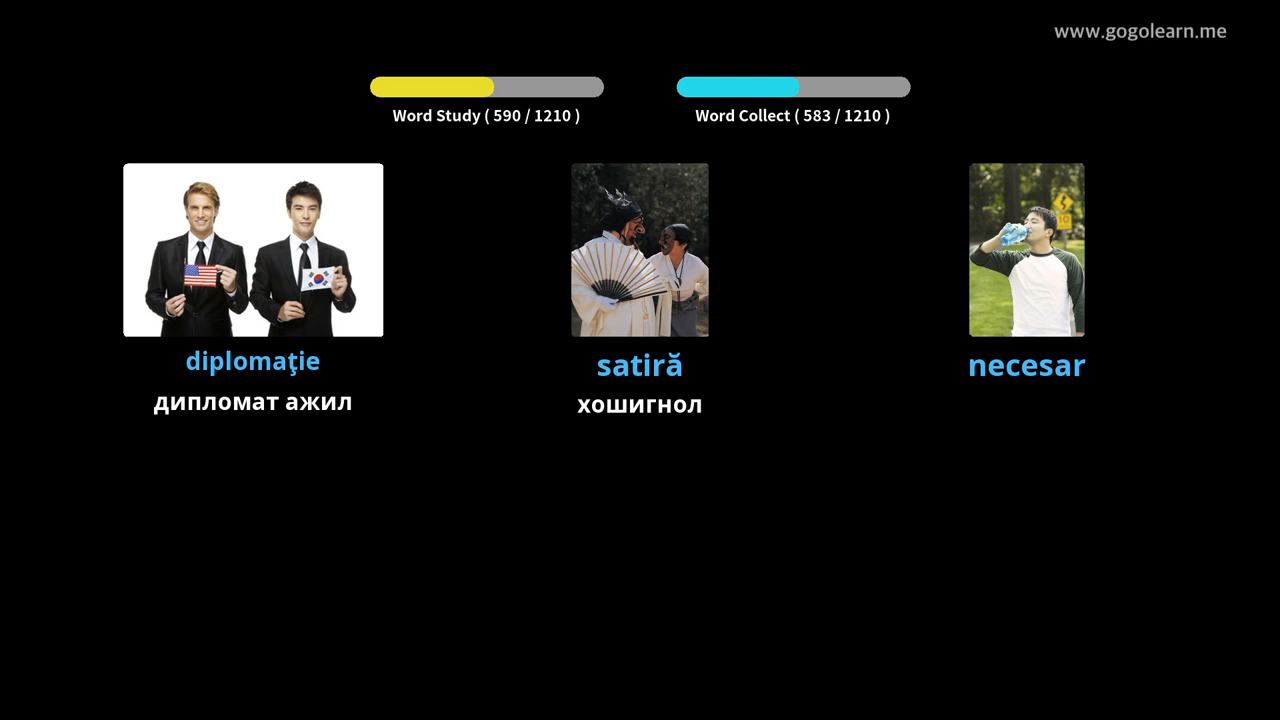 www.gogolearn.me
Word Study ( 590 / 1210 )
Word Collect ( 583 / 1210 )
diplomaţie
satiră
necesar
дипломат ажил
хошигнол